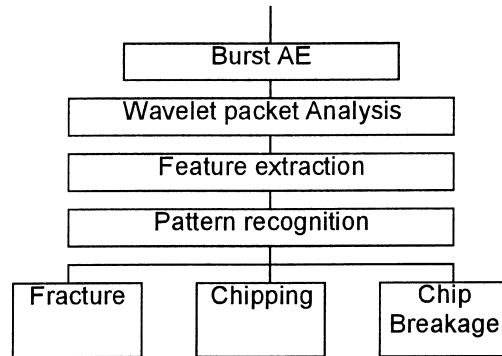 Burst AE
Wavelet packet Analysis
Feature extraction
Pattern recognition
Fracture
Chipping
Chip
Breakage